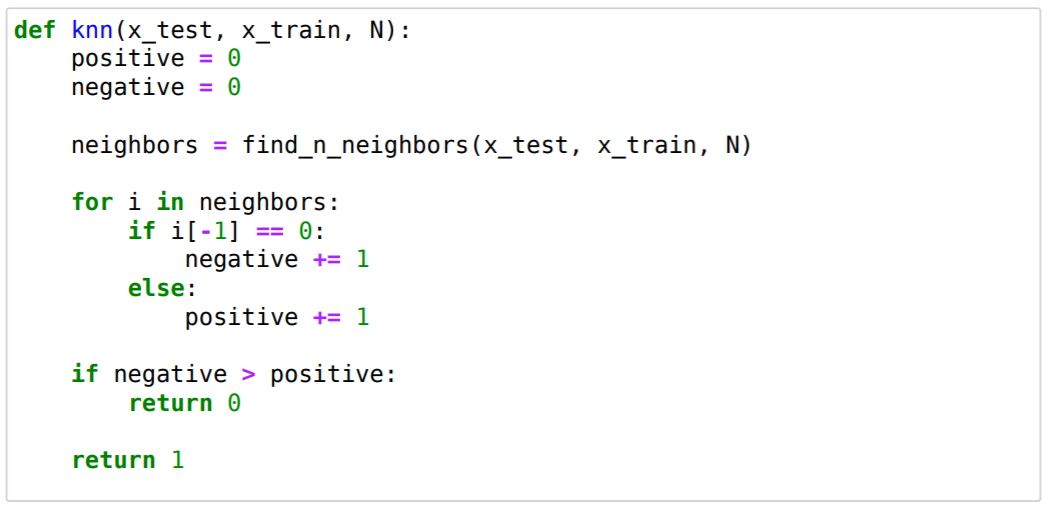 def knn(x_test, x_train, N):
    positive = 0
    negative = 0

    neighbors = find_n_neighbors(x_test, x_train, N)

    for i in neighbors:
        if i[-1] == 0:
            negative += 1
        else:
            positive += 1

    if negative > positive:
        return 0

    return 1